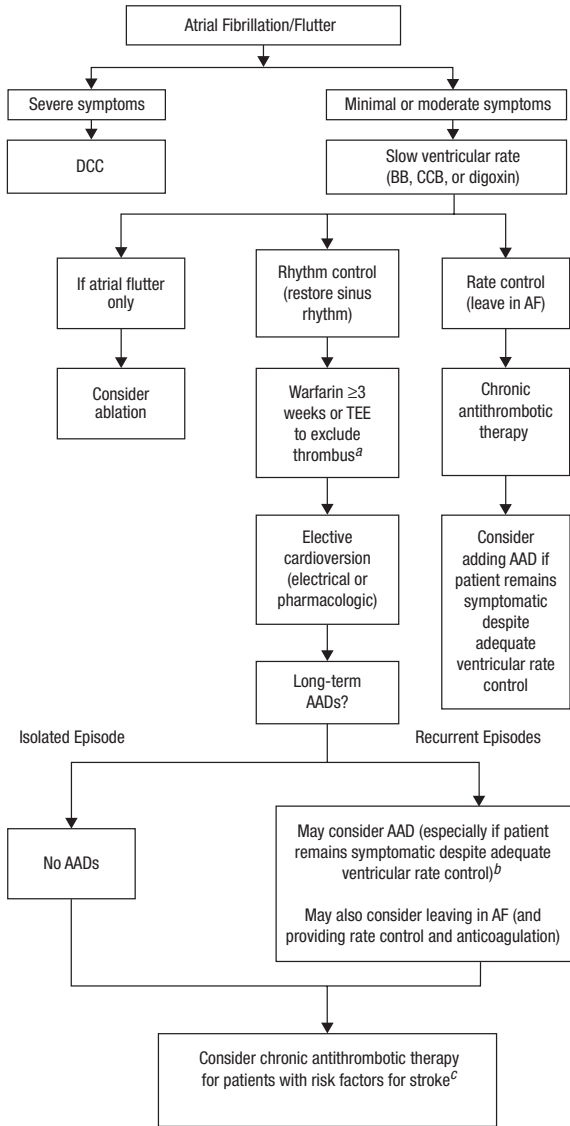 Atrial Fibrillation/Flutter
Severe symptoms
Minimal or moderate symptoms
DCC
Slow ventricular rate
(BB, CCB, or digoxin)
If atrial flutter
only
Rhythm control
(restore sinus
rhythm)
Rate control
(leave in AF)
Consider
ablation
Warfarin ≥3
weeks or TEE
to exclude
thrombusᵃ
Chronic
antithrombotic
therapy
Elective
cardioversion
(electrical or
pharmacologic)
Consider
adding AAD if
patient remains
symptomatic
despite
adequate
ventricular rate
control
Long-term
AADs?
Isolated Episode
Recurrent Episodes
No AADs
May consider AAD (especially if patient
remains symptomatic despite adequate
ventricular rate control)ᵇ
May also consider leaving in AF (and
providing rate control and anticoagulation)
Consider chronic antithrombotic therapy
for patients with risk factors for strokeᶜ